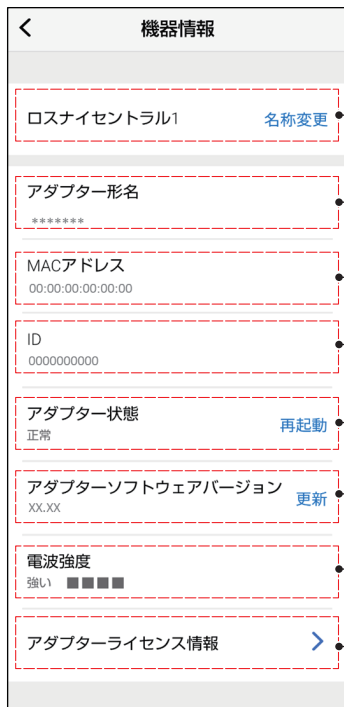 機器情報
ロスナイセントラル1 名称変更
アダプター形名
*******
MACアドレス
00:00:00:00:00:00
ID
0000000000
アダプター状態
正常 再起動
アダプターソフトウェアバージョン
XX.XX 更新
電波強度
強い ■■■■
アダプターライセンス情報